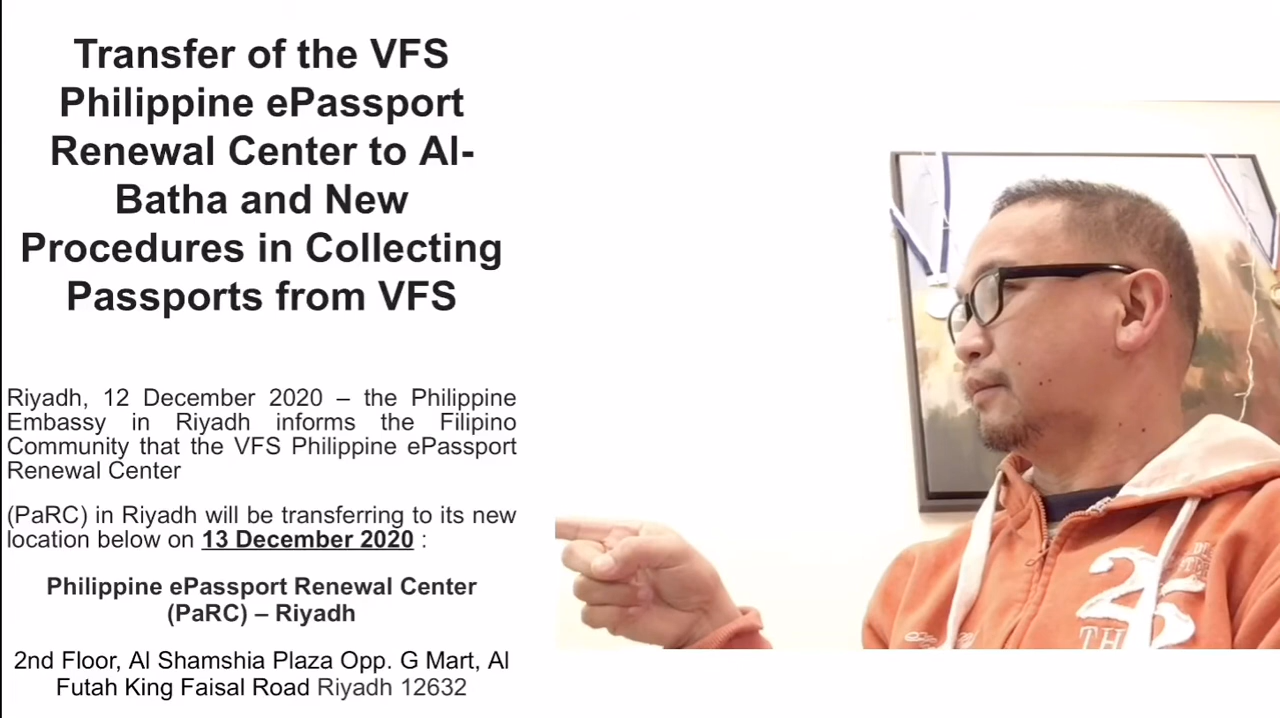 Transfer of the VFS
Philippine ePassport
Renewal Center to Al-
Batha and New
Procedures in Collecting
Passports from VFS
Riyadh, 12 December 2020 – the Philippine
Embassy in Riyadh informs the Filipino
Community that the VFS Philippine ePassport
Renewal Center
(PaRC) in Riyadh will be transferring to its new
location below on 13 December 2020 :
Philippine ePassport Renewal Center
(PaRC) – Riyadh
2nd Floor, Al Shamshia Plaza Opp. G Mart, Al
Futah King Faisal Road Riyadh 12632